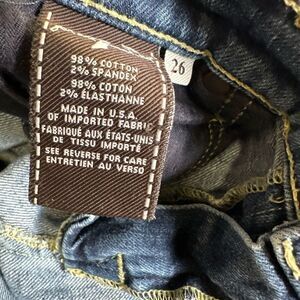 98% COTTON
2% SPANDEX
98% COTON
2% ÉLASTHANNE
MADE IN U.S.A.
OF IMPORTED FABRIC
FABRIQUÉ AUX ÉTATS-UNIS
DE TISSU IMPORTÉ
SEE REVERSE FOR CARE
ENTRETIEN AU VERSO
26